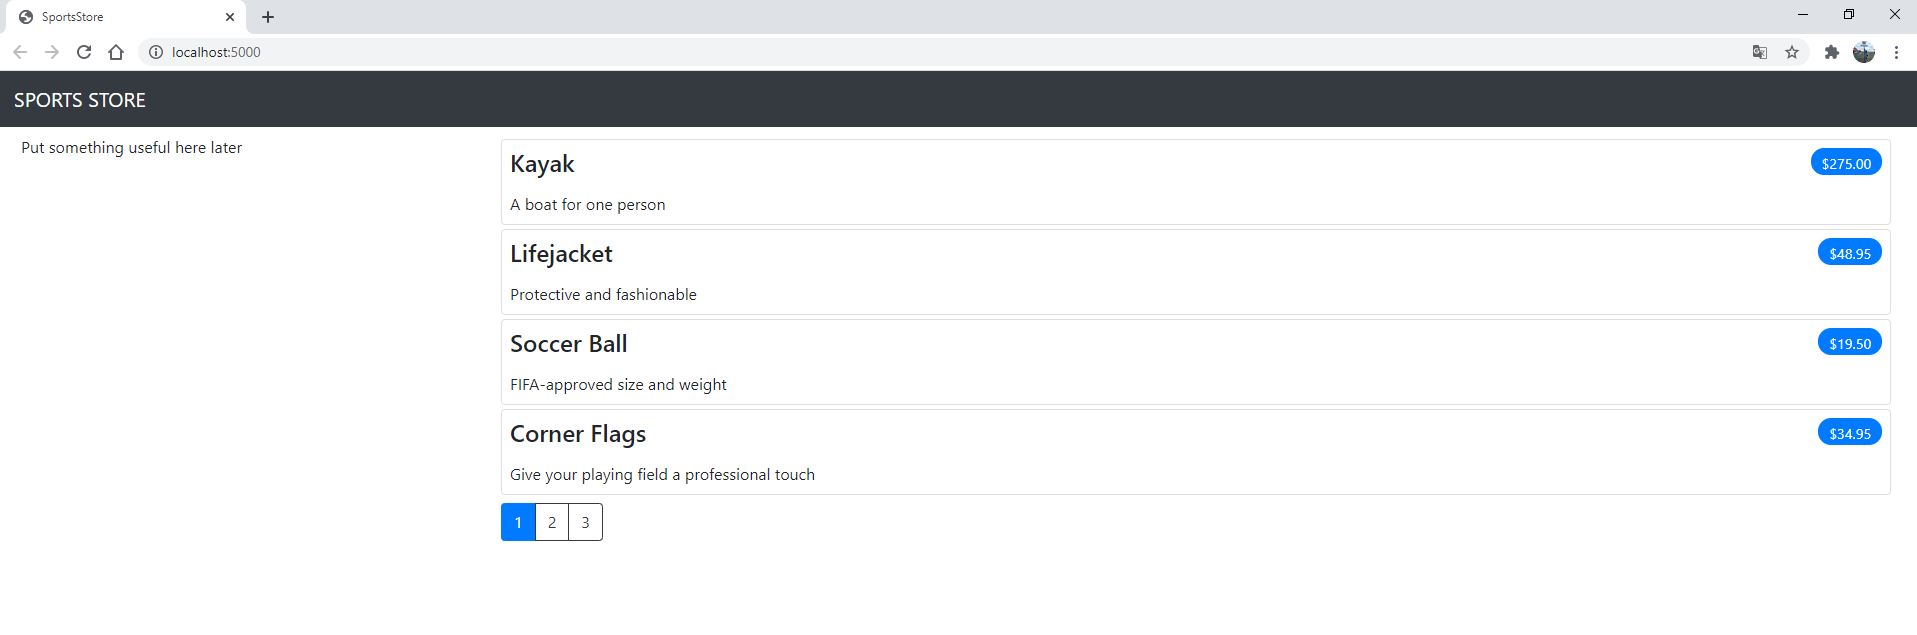 SportsStore
localhost:5000
SPORTS STORE
Put something useful here later
Kayak
$275.00
A boat for one person
Lifejacket
$48.95
Protective and fashionable
Soccer Ball
$19.50
FIFA-approved size and weight
Corner Flags
$34.95
Give your playing field a professional touch
1 2 3